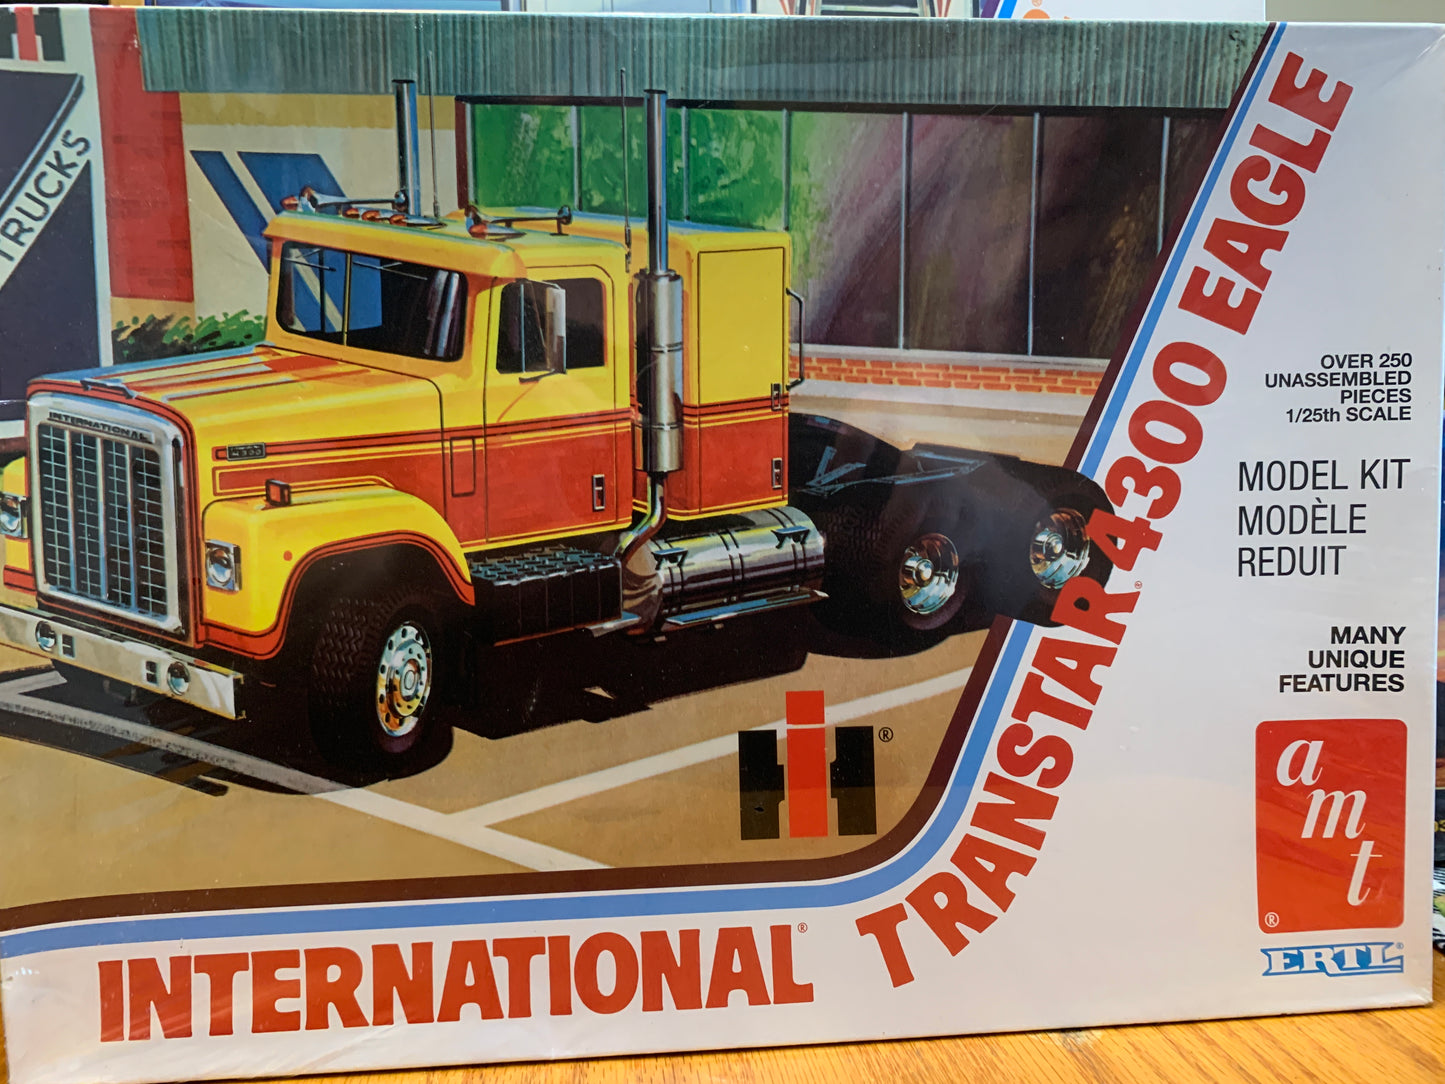 TRUCKS
INTERNATIONAL
4300
IH®
INTERNATIONAL® TRANSTAR® 4300 EAGLE
OVER 250
UNASSEMBLED
PIECES
1/25th SCALE
MODEL KIT
MODÈLE
REDUIT
MANY
UNIQUE
FEATURES
amt
®
ERTL®